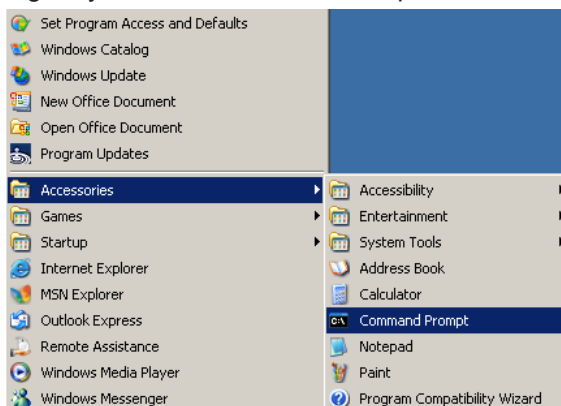 Set Program Access and Defaults
Windows Catalog
Windows Update
New Office Document
Open Office Document
Program Updates
Accessories
Games
Startup
Internet Explorer
MSN Explorer
Outlook Express
Remote Assistance
Windows Media Player
Windows Messenger
Accessibility
Entertainment
System Tools
Address Book
Calculator
Command Prompt
Notepad
Paint
Program Compatibility Wizard